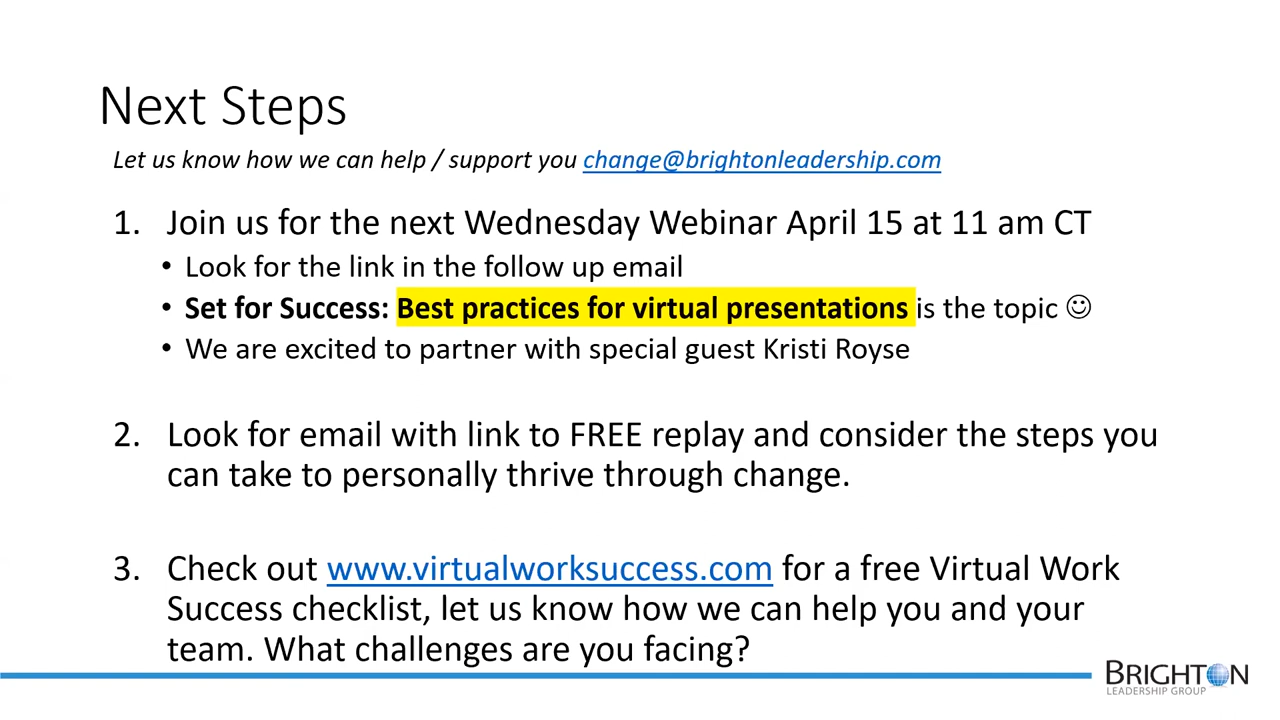 Next Steps
Let us know how we can help / support you change@brightonleadership.com
1. Join us for the next Wednesday Webinar April 15 at 11 am CT
• Look for the link in the follow up email
• Set for Success: Best practices for virtual presentations is the topic ☺
• We are excited to partner with special guest Kristi Royse
2. Look for email with link to FREE replay and consider the steps you
can take to personally thrive through change.
3. Check out www.virtualworksuccess.com for a free Virtual Work
Success checklist, let us know how we can help you and your
team. What challenges are you facing?
BRIGHTON
LEADERSHIP GROUP